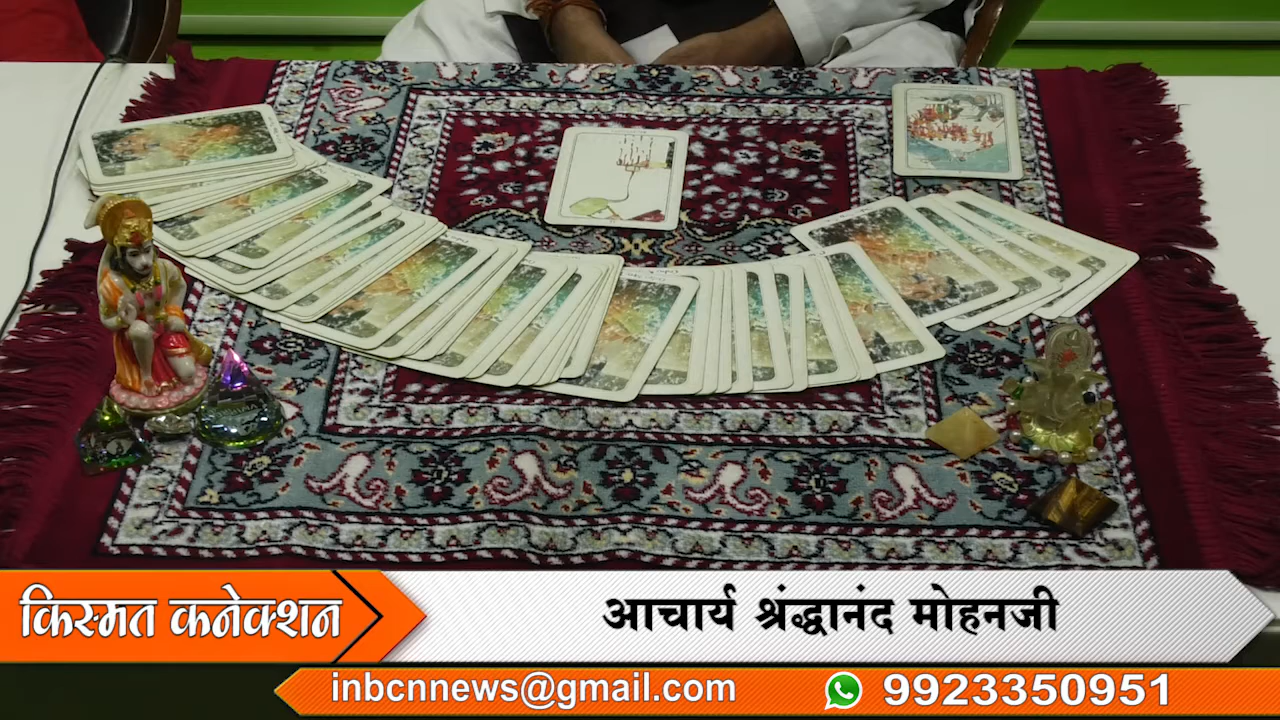 किस्मत कनेक्शन
आचार्य श्रंद्धानंद मोहनजी
inbcnnews@gmail.com
9923350951